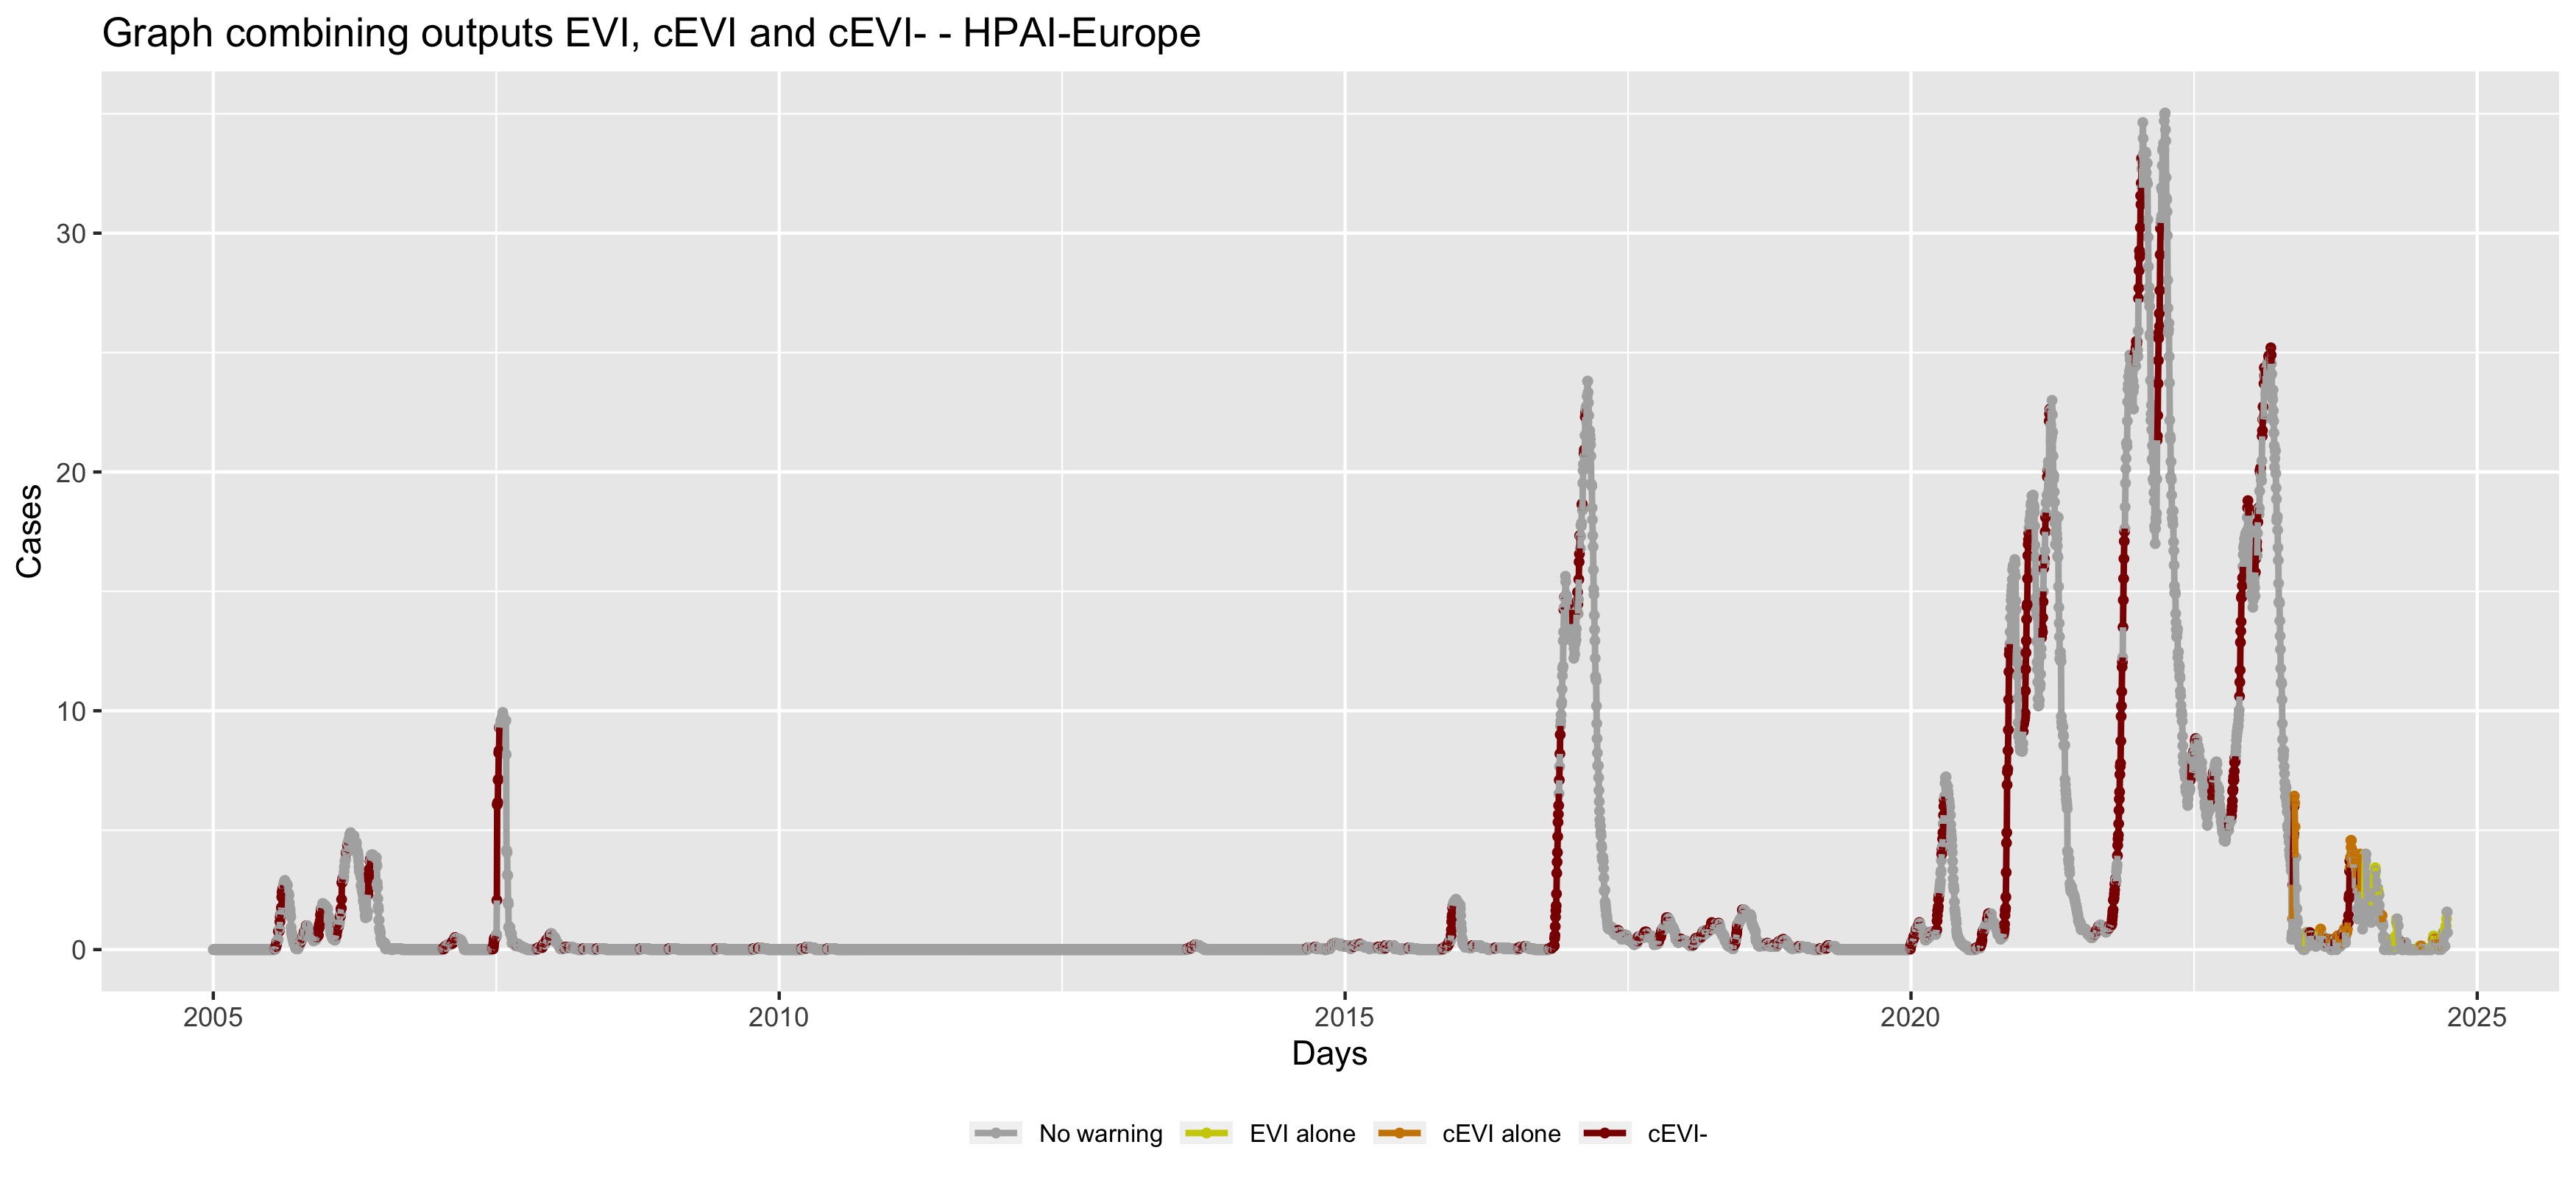 Graph combining outputs EVI, cEVI and cEVI- - HPAI-Europe
Cases
30
20
10
0
2005 2010 2015 2020 2025
Days
No warning EVI alone cEVI alone cEVI-